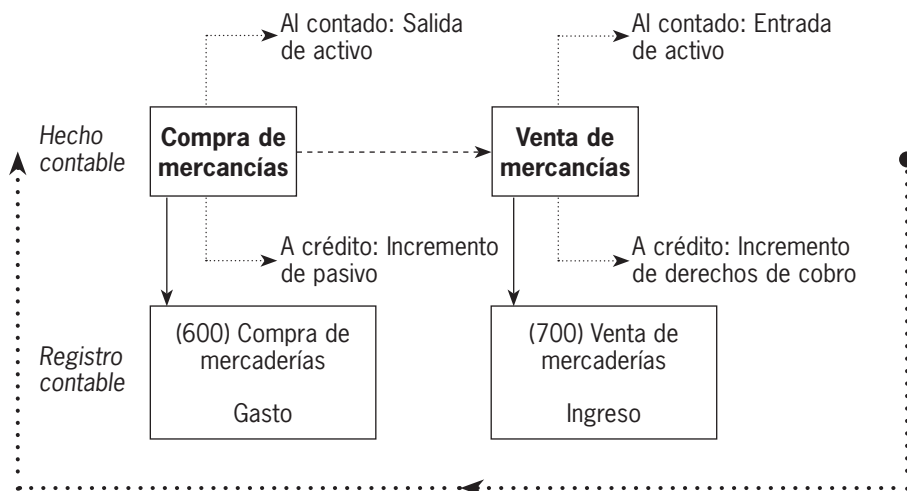 Al contado: Salida
de activo
Al contado: Entrada
de activo
Hecho
contable
Compra de
mercancías
Venta de
mercancías
A crédito: Incremento
de pasivo
A crédito: Incremento
de derechos de cobro
Registro
contable
(600) Compra de
mercaderías
Gasto
(700) Venta de
mercaderías
Ingreso